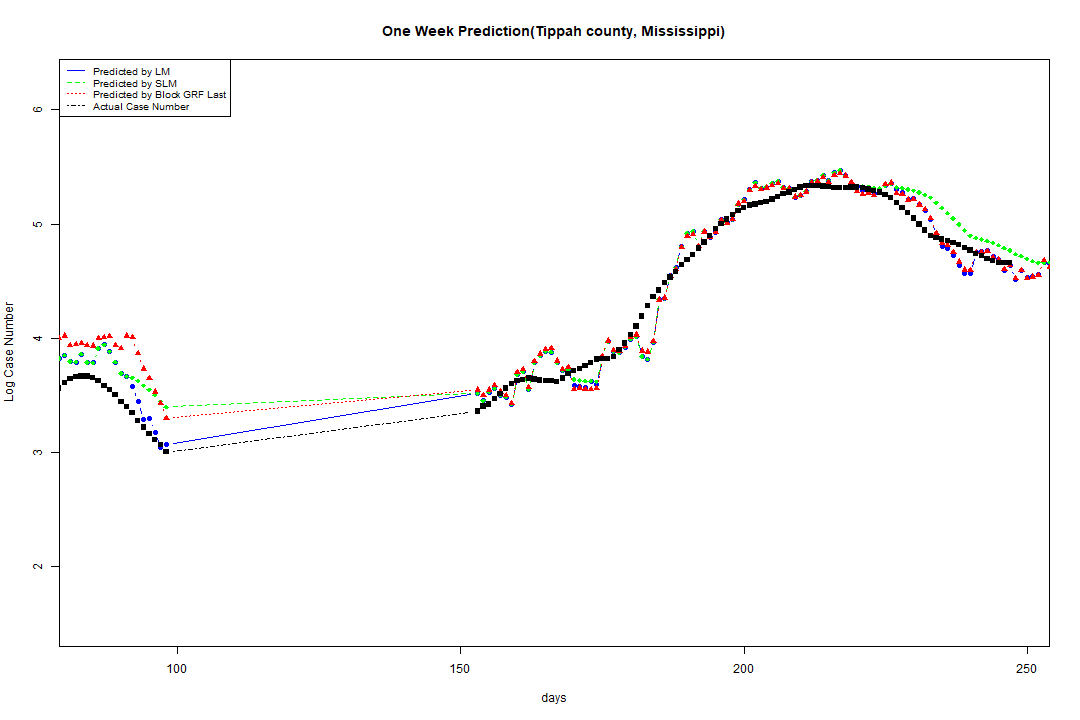 One Week Prediction(Tippah county, Mississippi)
Predicted by LM
Predicted by SLM
Predicted by Block GRF Last
Actual Case Number
6
5
4
3
2
Log Case Number
100 150 200 250
days